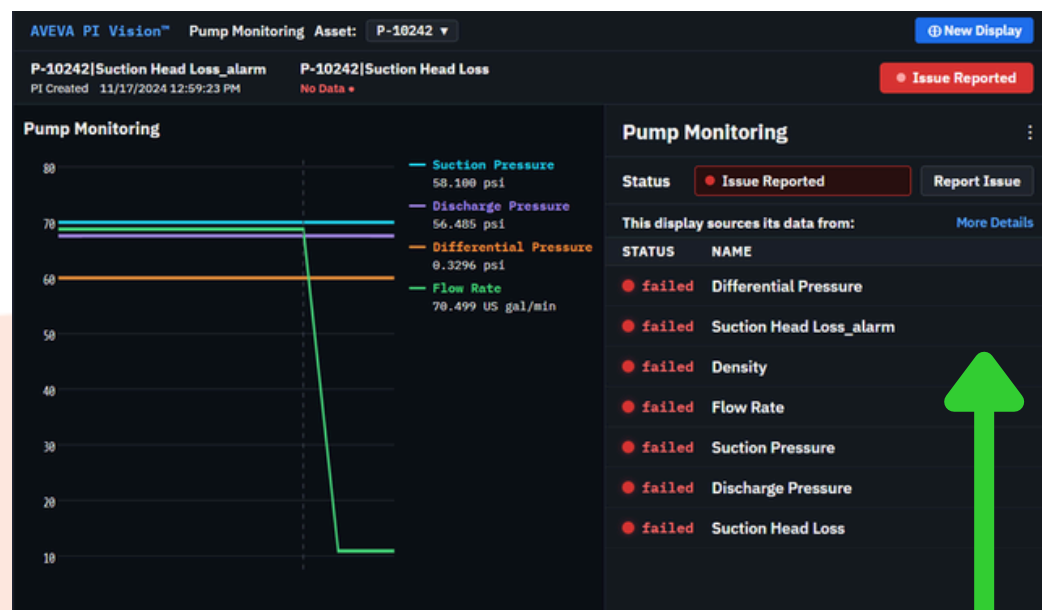 AVEVA PI Vision™ Pump Monitoring Asset: P-10242 ▼
New Display
P-10242|Suction Head Loss_alarm
PI Created 11/17/2024 12:59:23 PM
P-10242|Suction Head Loss
No Data •
Issue Reported
Pump Monitoring
80
70
60
50
40
30
20
10
Suction Pressure
58.100 psi
Discharge Pressure
56.485 psi
Differential Pressure
0.3296 psi
Flow Rate
70.499 US gal/min
Pump Monitoring
Status Issue Reported Report Issue
This display sources its data from: More Details
STATUS NAME
failed Differential Pressure
failed Suction Head Loss_alarm
failed Density
failed Flow Rate
failed Suction Pressure
failed Discharge Pressure
failed Suction Head Loss